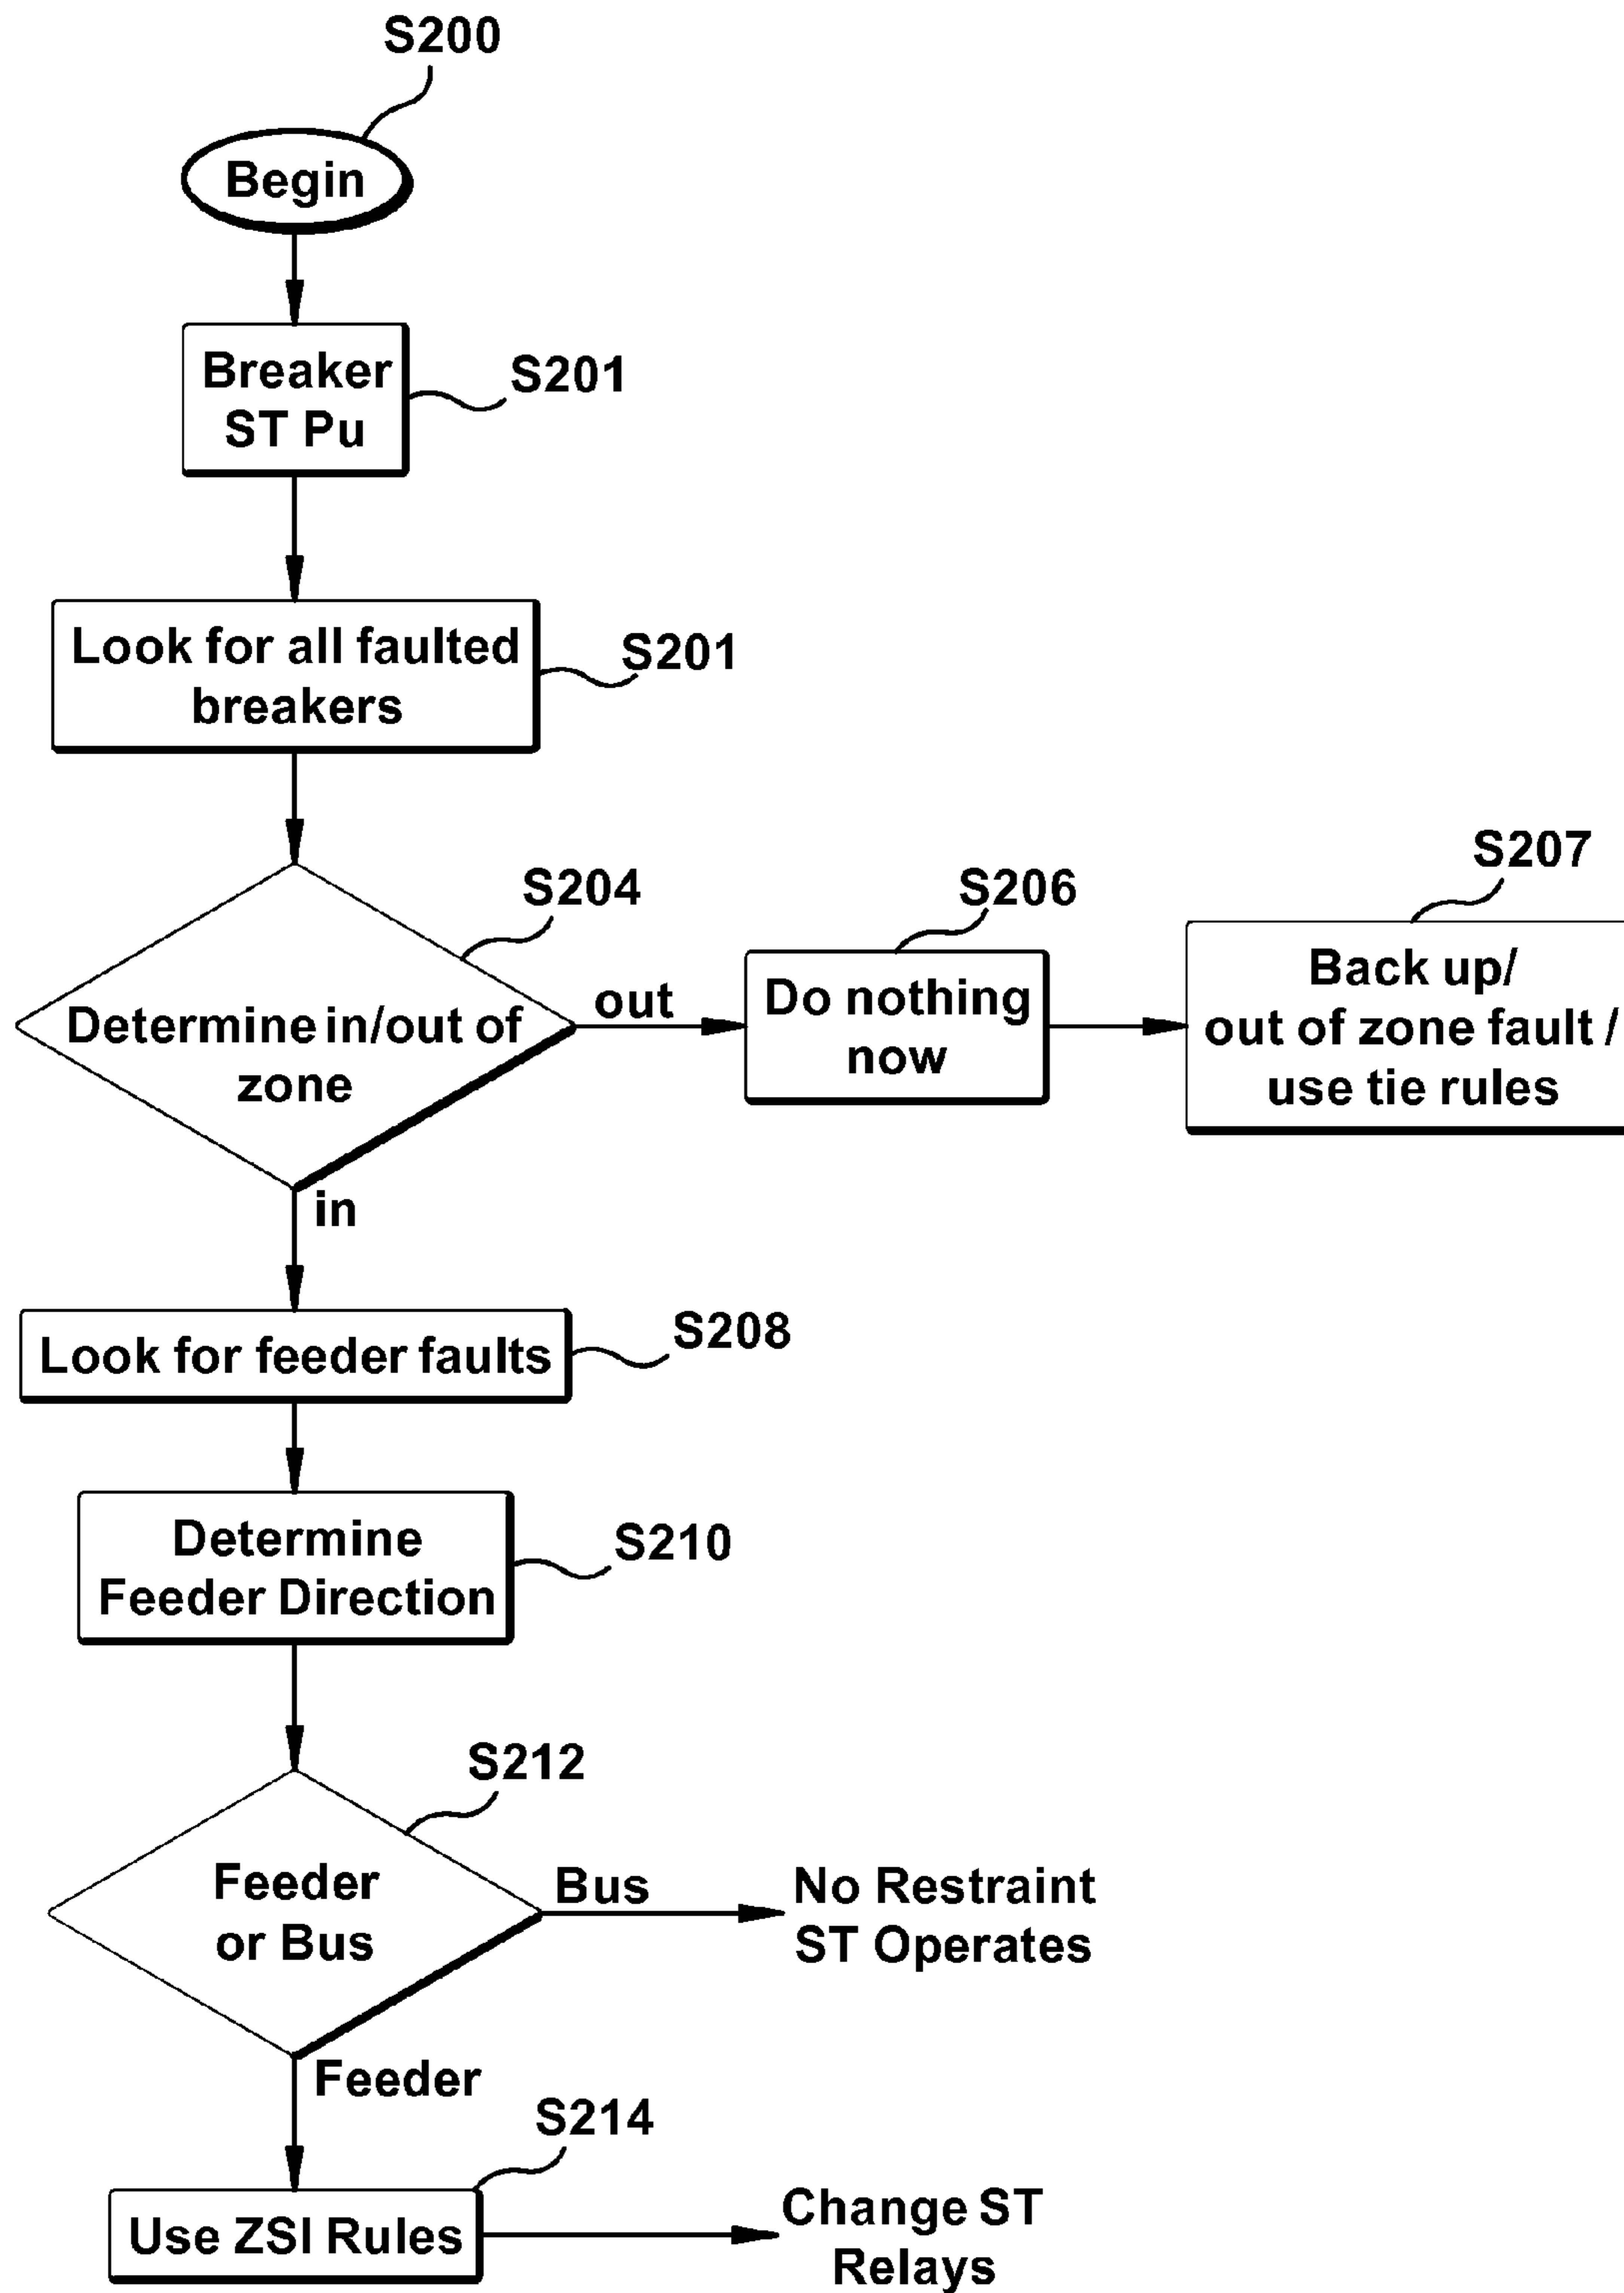 S200
Begin
Breaker
ST Pu
S201
Look for all faulted
breakers
S201
S204
Determine in/out of
zone
out
in
S206
Do nothing
now
S207
Back up/
out of zone fault /
use tie rules
Look for feeder faults
S208
Determine
Feeder Direction
S210
S212
Feeder
or Bus
Bus
No Restraint
ST Operates
Feeder
S214
Use ZSI Rules
Change ST
Relays